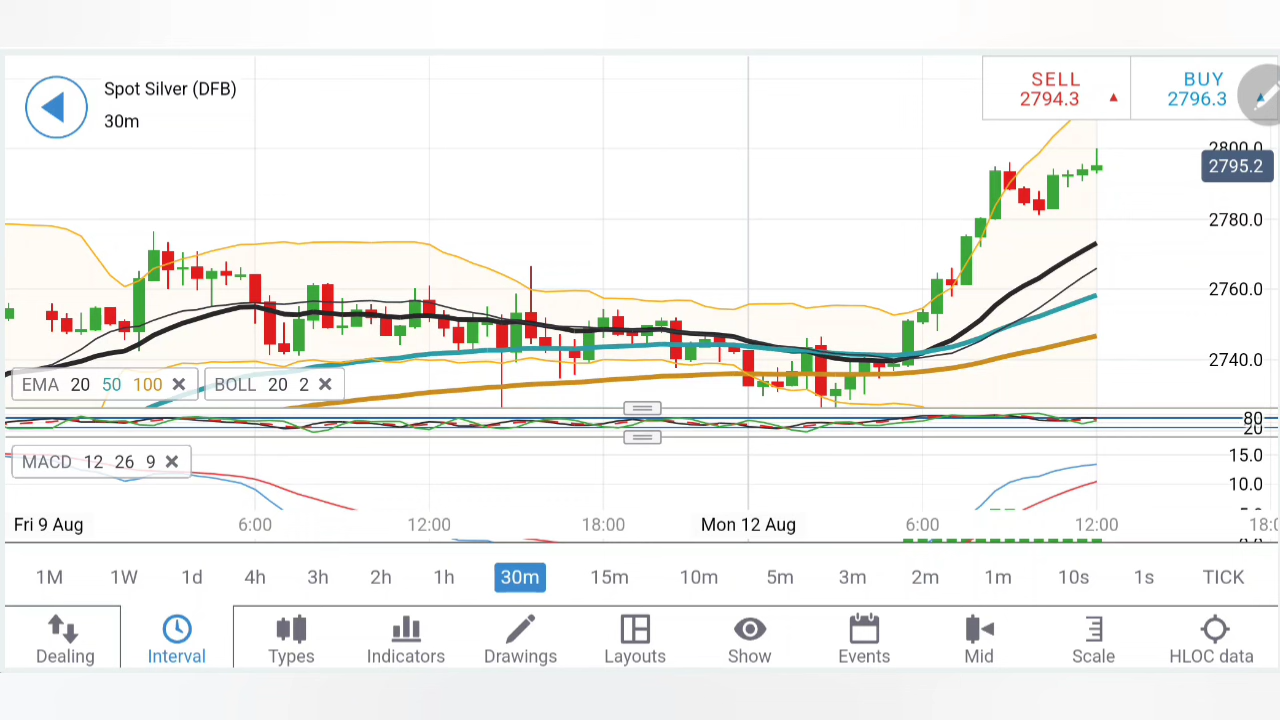 Spot Silver (DFB)
30m
SELL
2794.3
BUY
2796.3
2800.0
2795.2
2780.0
2760.0
2740.0
EMA 20 50 100
BOLL 20 2
80
20
MACD 12 26 9
15.0
10.0
Fri 9 Aug 6:00 12:00 18:00 Mon 12 Aug 6:00 12:00
1M 1W 1d 4h 3h 2h 1h 30m 15m 10m 5m 3m 2m 1m 10s 1s TICK
Dealing Interval Types Indicators Drawings Layouts Show Events Mid Scale HLOC data